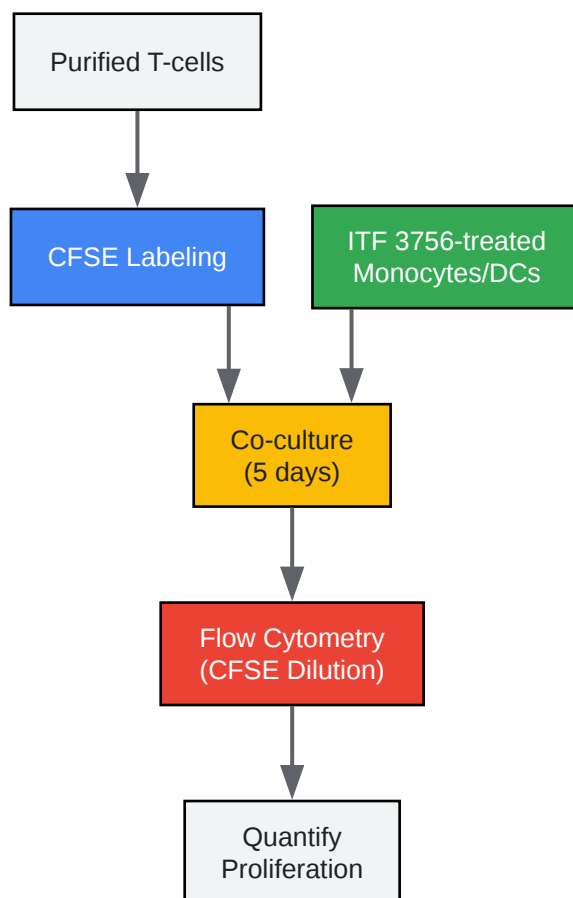 Purified T-cells
CFSE Labeling
ITF 3756-treated
Monocytes/DCs
Co-culture
(5 days)
Flow Cytometry
(CFSE Dilution)
Quantify
Proliferation